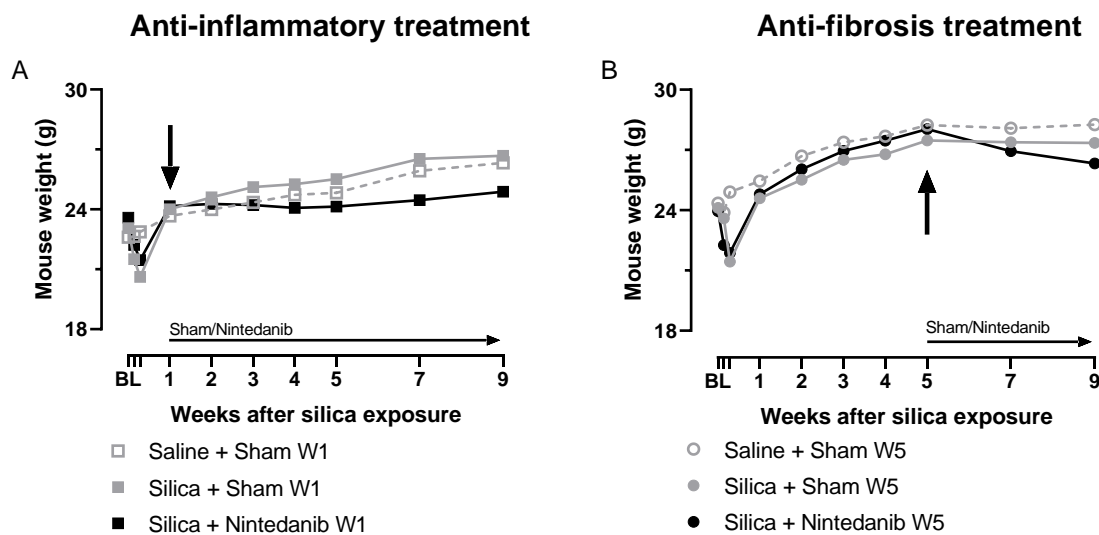 Anti-inflammatory treatment
A
Mouse weight (g)
30
24
18
Sham/Nintedanib
BL 1 2 3 4 5 7 9
Weeks after silica exposure
Saline + Sham W1
Silica + Sham W1
Silica + Nintedanib W1
Anti-fibrosis treatment
B
Mouse weight (g)
30
24
18
Sham/Nintedanib
BL 1 2 3 4 5 7 9
Weeks after silica exposure
Saline + Sham W5
Silica + Sham W5
Silica + Nintedanib W5